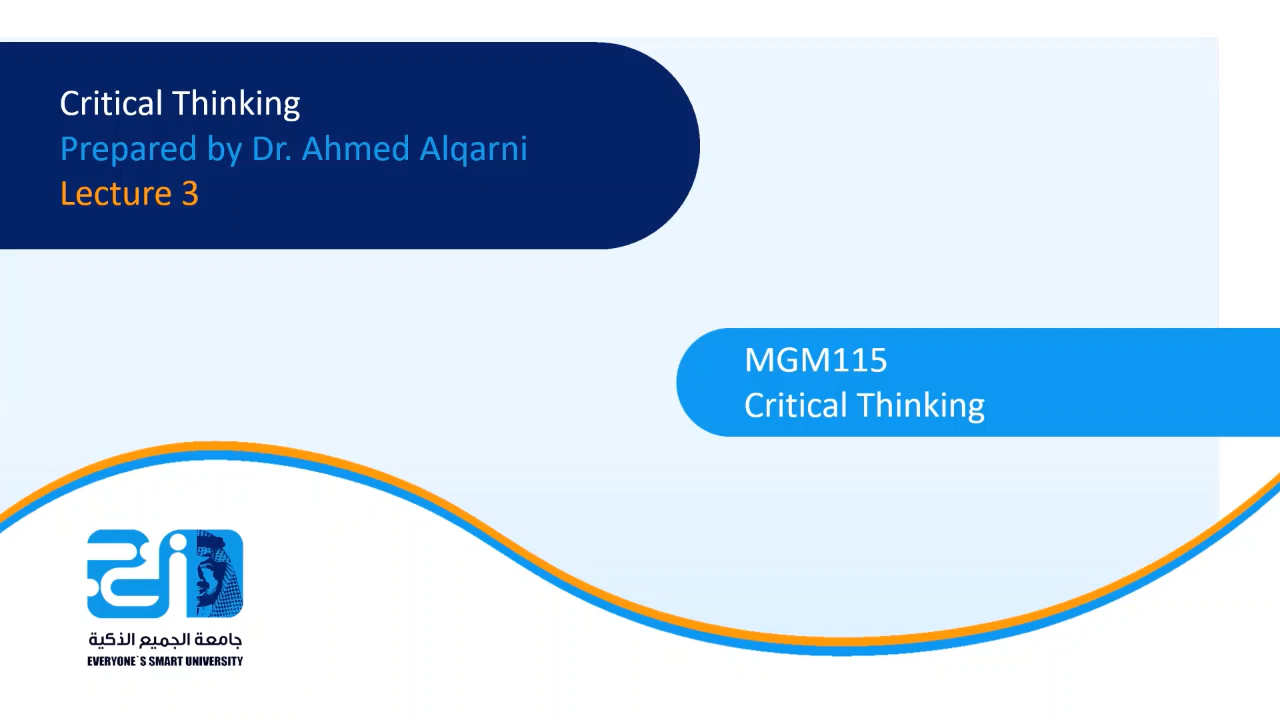 Critical Thinking
Prepared by Dr. Ahmed Alqarni
Lecture 3
MGM115
Critical Thinking
جامعة الجميع الذكية
EVERYONE`S SMART UNIVERSITY